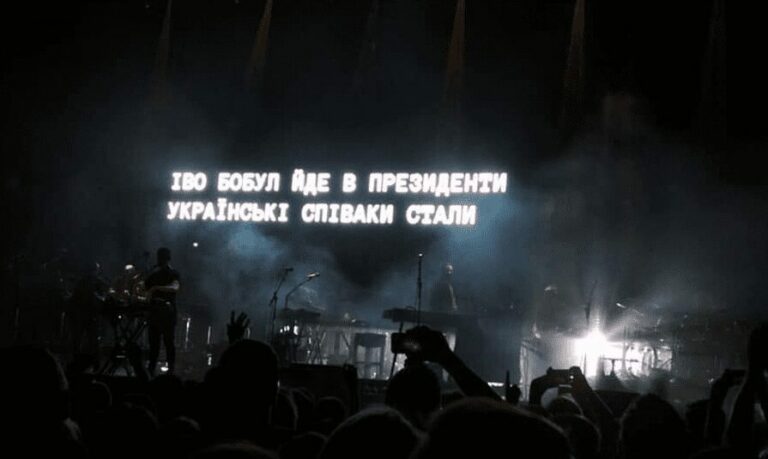 ІВО БОБУЛ ЙДЕ В ПРЕЗИДЕНТИ
УКРАЇНСЬКІ СПІВАКИ СТАЛИ